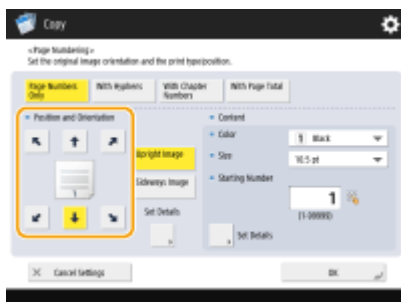 Copy
<Page Numbering>
Set the original image orientation and the print type/position.
Page Numbers Only
With Hyphens
With Chapter Numbers
With Page Total
Position and Orientation
Upright Image
Sideways Image
Set Details
Content
Color
1 Black
Size
10.5 pt
Starting Number
1
(1-99999)
Set Details
Cancel Settings
OK